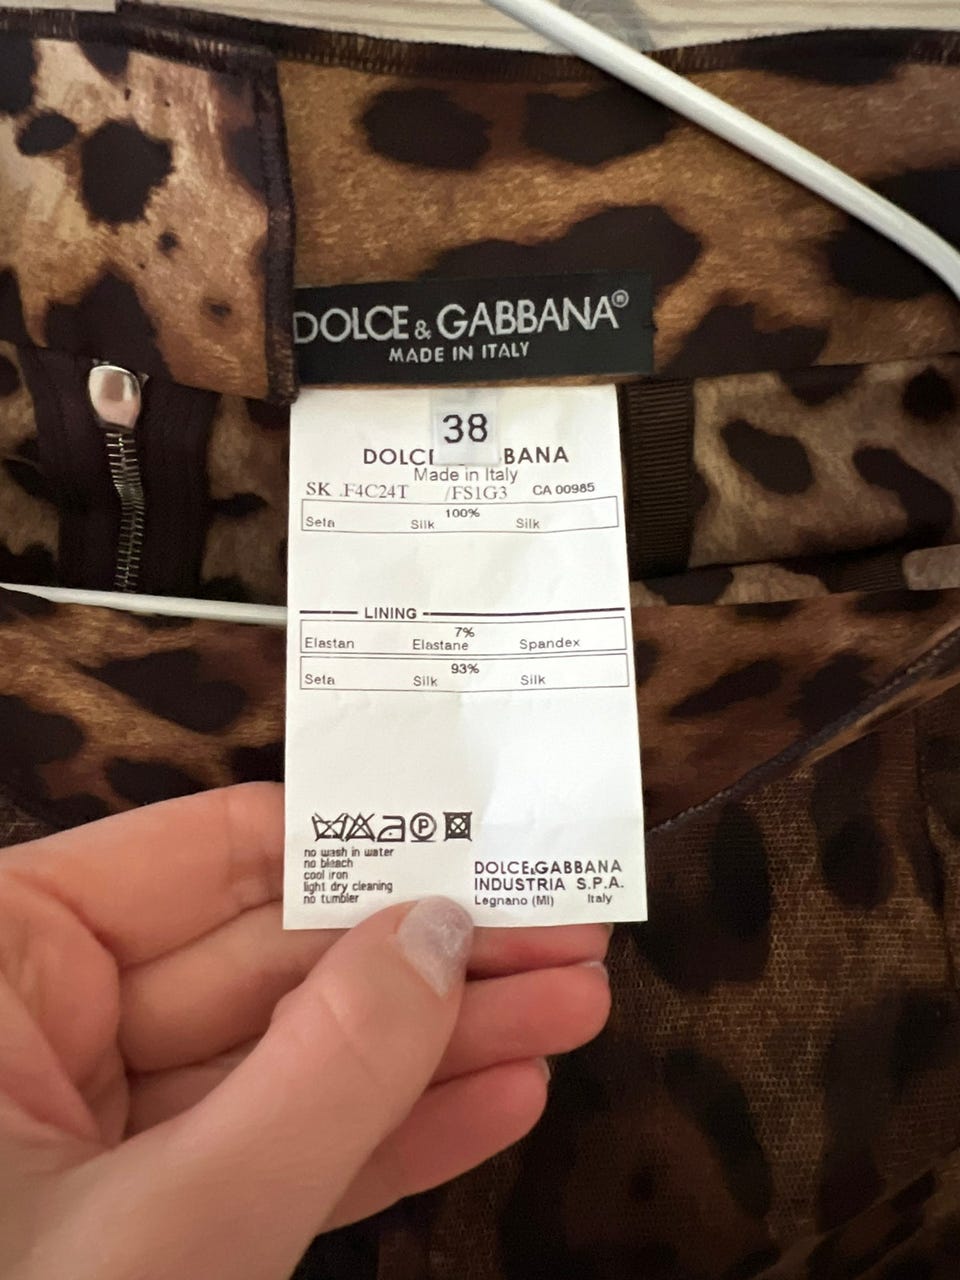 DOLCE & GABBANA®
MADE IN ITALY
38
DOLC BANA
Made in Italy
SK .F4C24T /FS1G3 CA 00985
100%
Seta Silk Silk
LINING
7%
Elastan Elastane Spandex
93%
Seta Silk Silk
P
no wash in water
no bleach
cool iron
light dry cleaning
no tumbler
DOLCE&GABBANA
INDUSTRIA S.P.A.
Legnano (MI) Italy